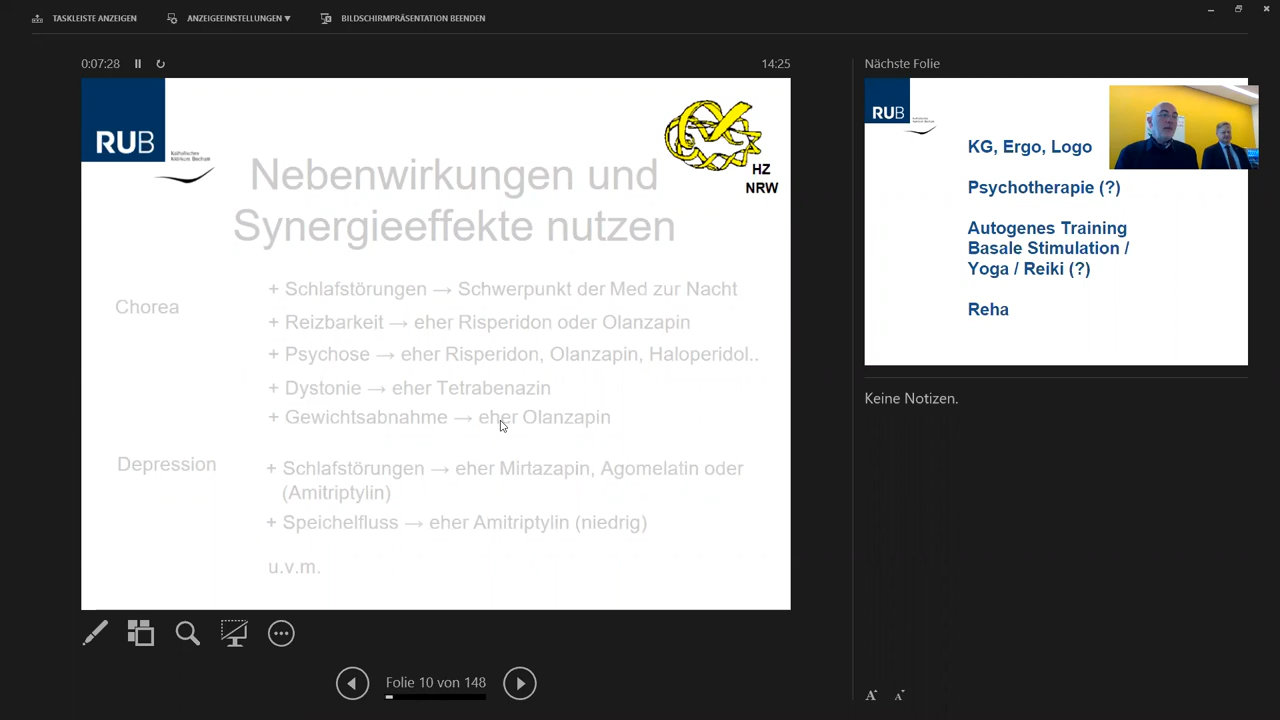 TASKLEISTE ANZEIGEN
ANZEIGEEINSTELLUNGEN ▼
BILDSCHIRMPRÄSENTATION BEENDEN
0:07:28
14:25
RUB
Katholisches
Klinikum Bochum
HZ
NRW
Nebenwirkungen und
Synergieeffekte nutzen
Chorea
+ Schlafstörungen → Schwerpunkt der Med zur Nacht
+ Reizbarkeit → eher Risperidon oder Olanzapin
+ Psychose → eher Risperidon, Olanzapin, Haloperidol..
+ Dystonie → eher Tetrabenazin
+ Gewichtsabnahme → eher Olanzapin
Depression
+ Schlafstörungen → eher Mirtazapin, Agomelatin oder
(Amitriptylin)
+ Speichelfluss → eher Amitriptylin (niedrig)
u.v.m.
Folie 10 von 148
Nächste Folie
RUB
KG, Ergo, Logo
Psychotherapie (?)
Autogenes Training
Basale Stimulation /
Yoga / Reiki (?)
Reha
Keine Notizen.
A A